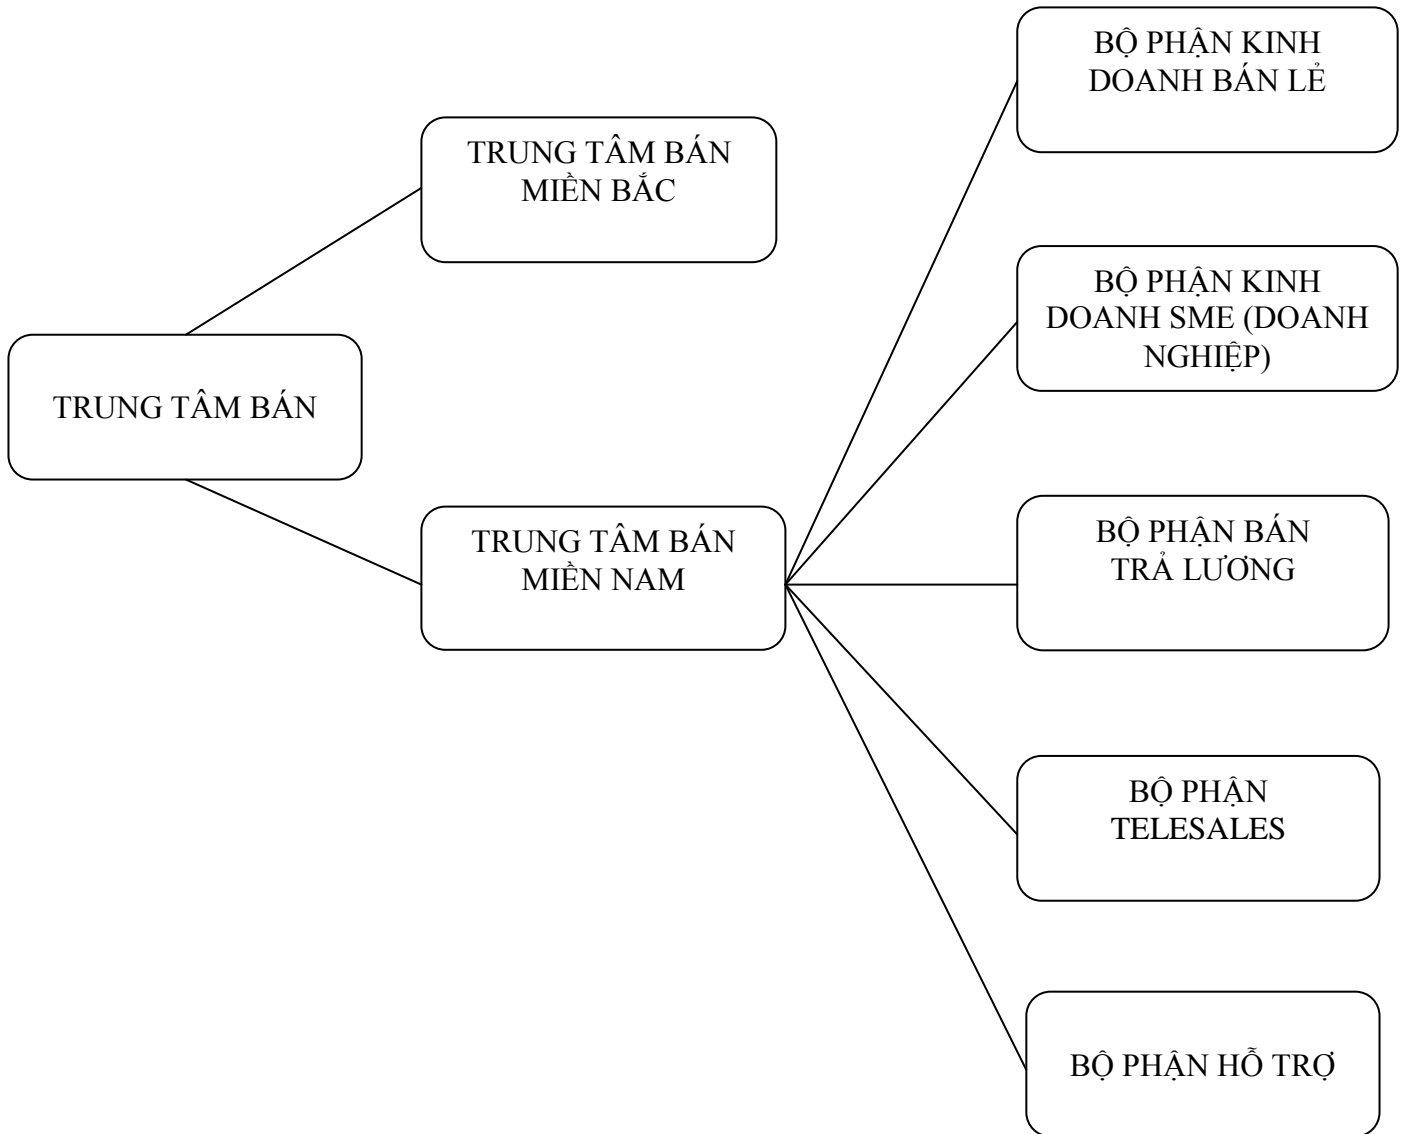 TRUNG TÂM BÁN
TRUNG TÂM BÁN
MIỀN BẮC
TRUNG TÂM BÁN
MIỀN NAM
BỘ PHẬN KINH
DOANH BÁN LẺ
BỘ PHẬN KINH
DOANH SME (DOANH
NGHIỆP)
BỘ PHẬN BÁN
TRẢ LƯƠNG
BỘ PHẬN
TELESALES
BỘ PHẬN HỖ TRỢ